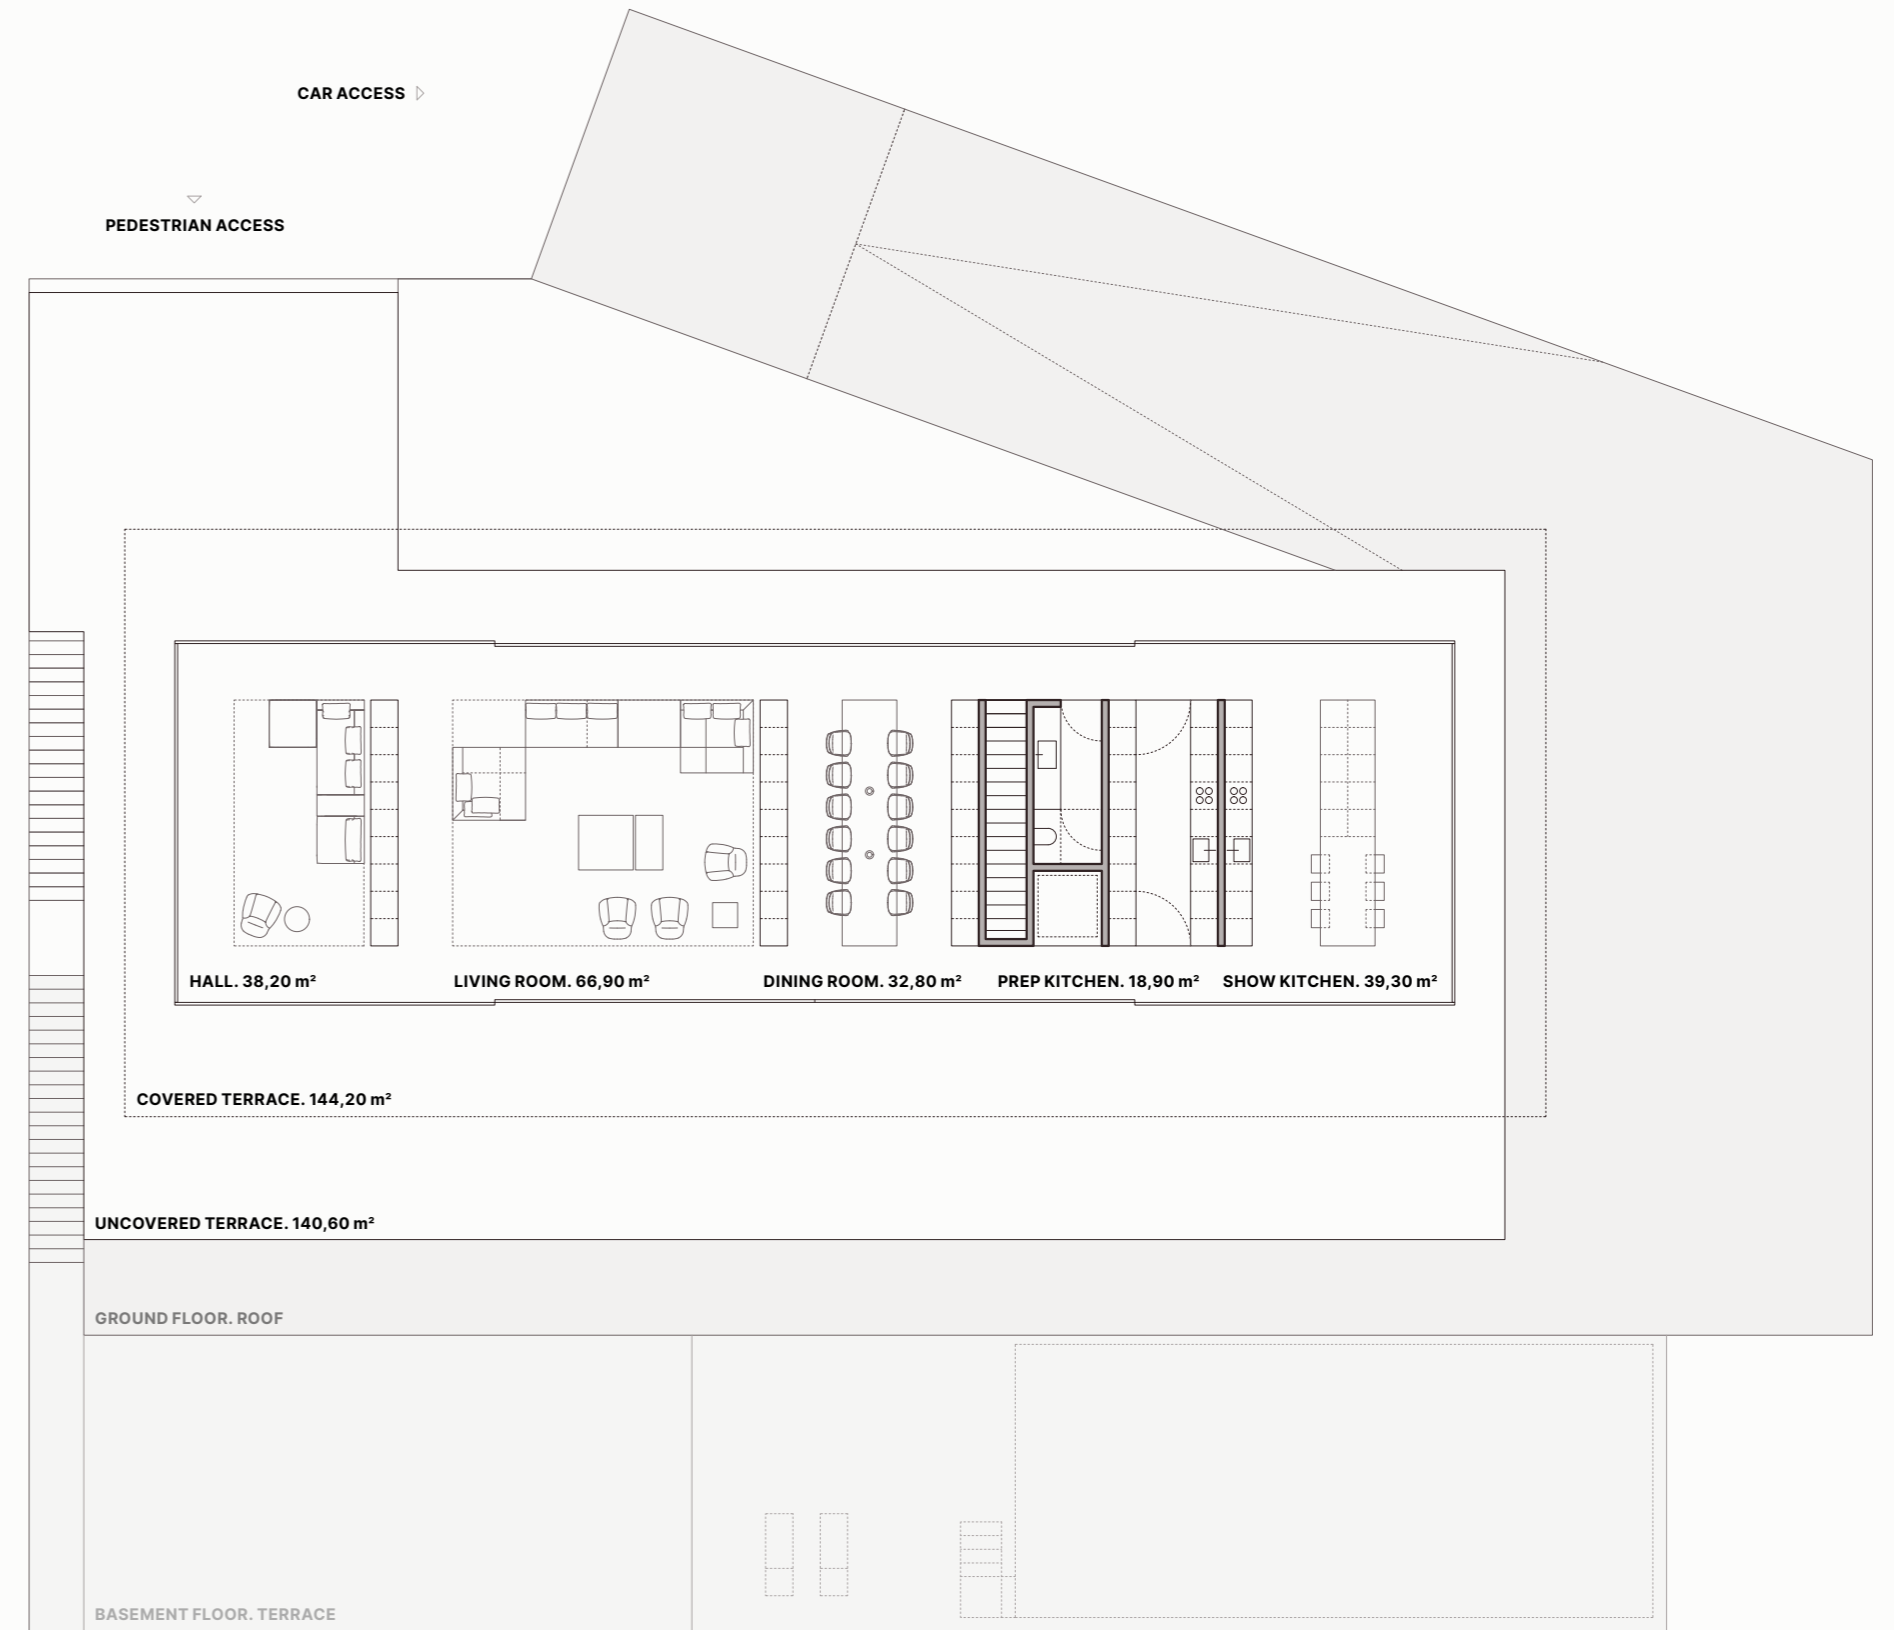 CAR ACCESS
PEDESTRIAN ACCESS
HALL. 38,20 m²
LIVING ROOM. 66,90 m²
DINING ROOM. 32,80 m²
PREP KITCHEN. 18,90 m²
SHOW KITCHEN. 39,30 m²
COVERED TERRACE. 144,20 m²
UNCOVERED TERRACE. 140,60 m²
GROUND FLOOR. ROOF
BASEMENT FLOOR. TERRACE